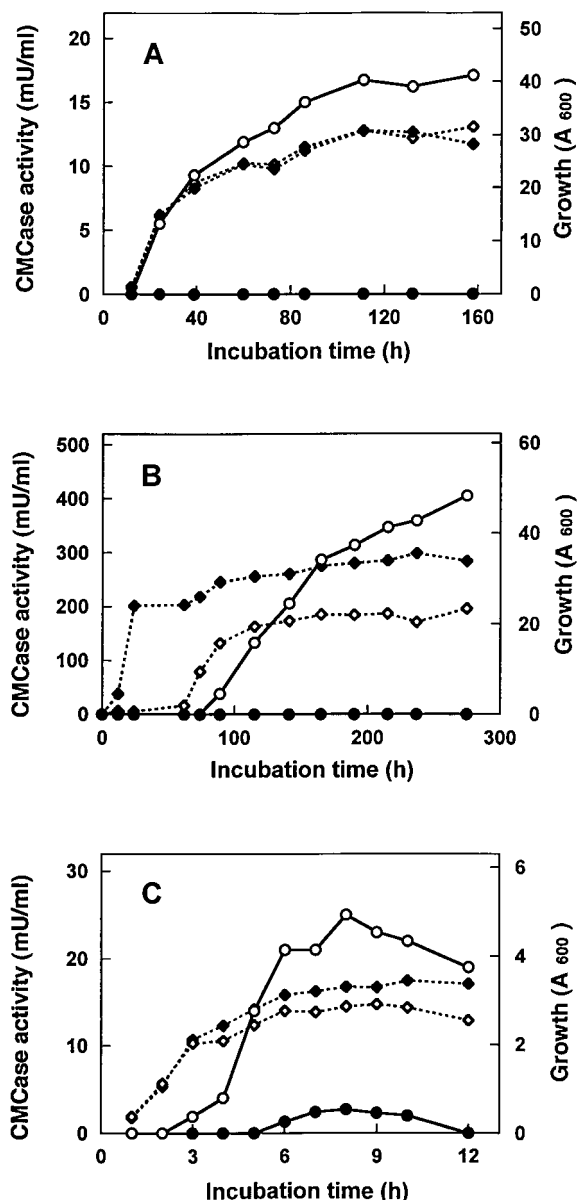 A
CMCase activity (mU/ml)
20
15
10
5
0
50
40
30
20
10
0
Growth (A 600)
0 40 80 120 160
Incubation time (h)
B
CMCase activity (mU/ml)
500
400
300
200
100
0
60
40
20
0
Growth (A 600)
0 100 200 300
Incubation time (h)
C
CMCase activity (mU/ml)
30
20
10
0
6
4
2
0
Growth (A 600)
0 3 6 9 12
Incubation time (h)